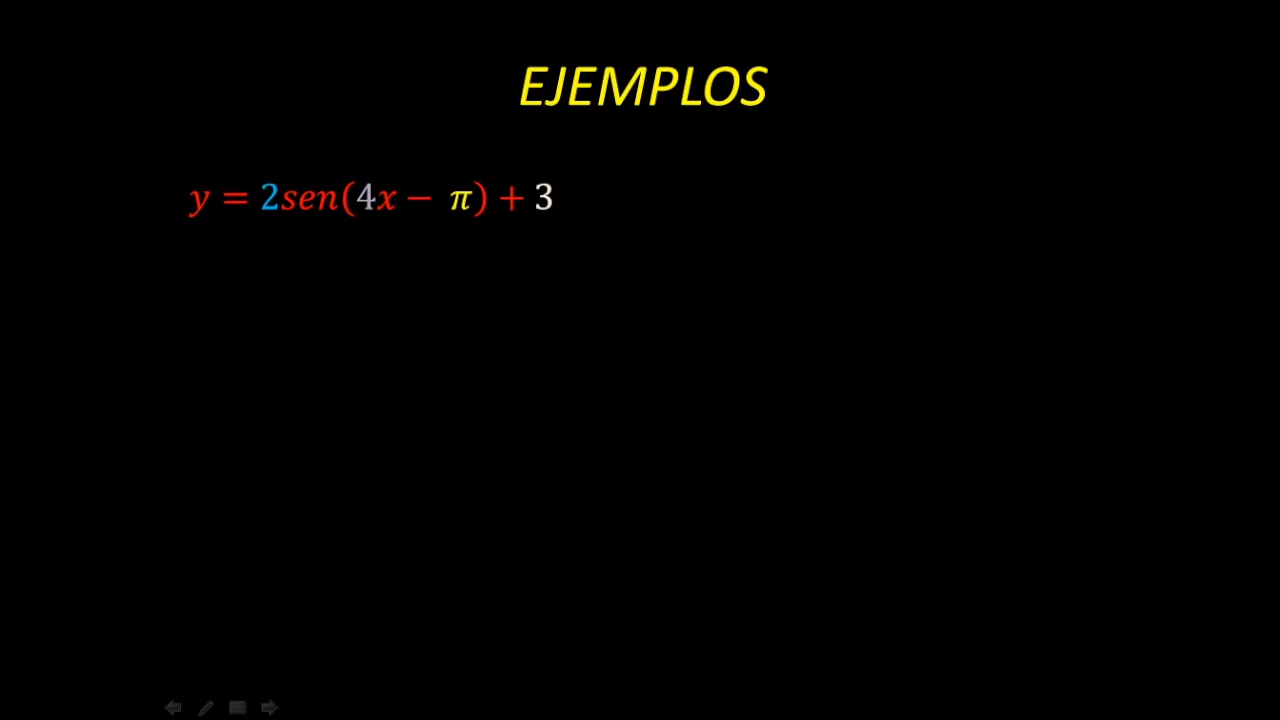 EJEMPLOS
y = 2sen(4x − π) + 3